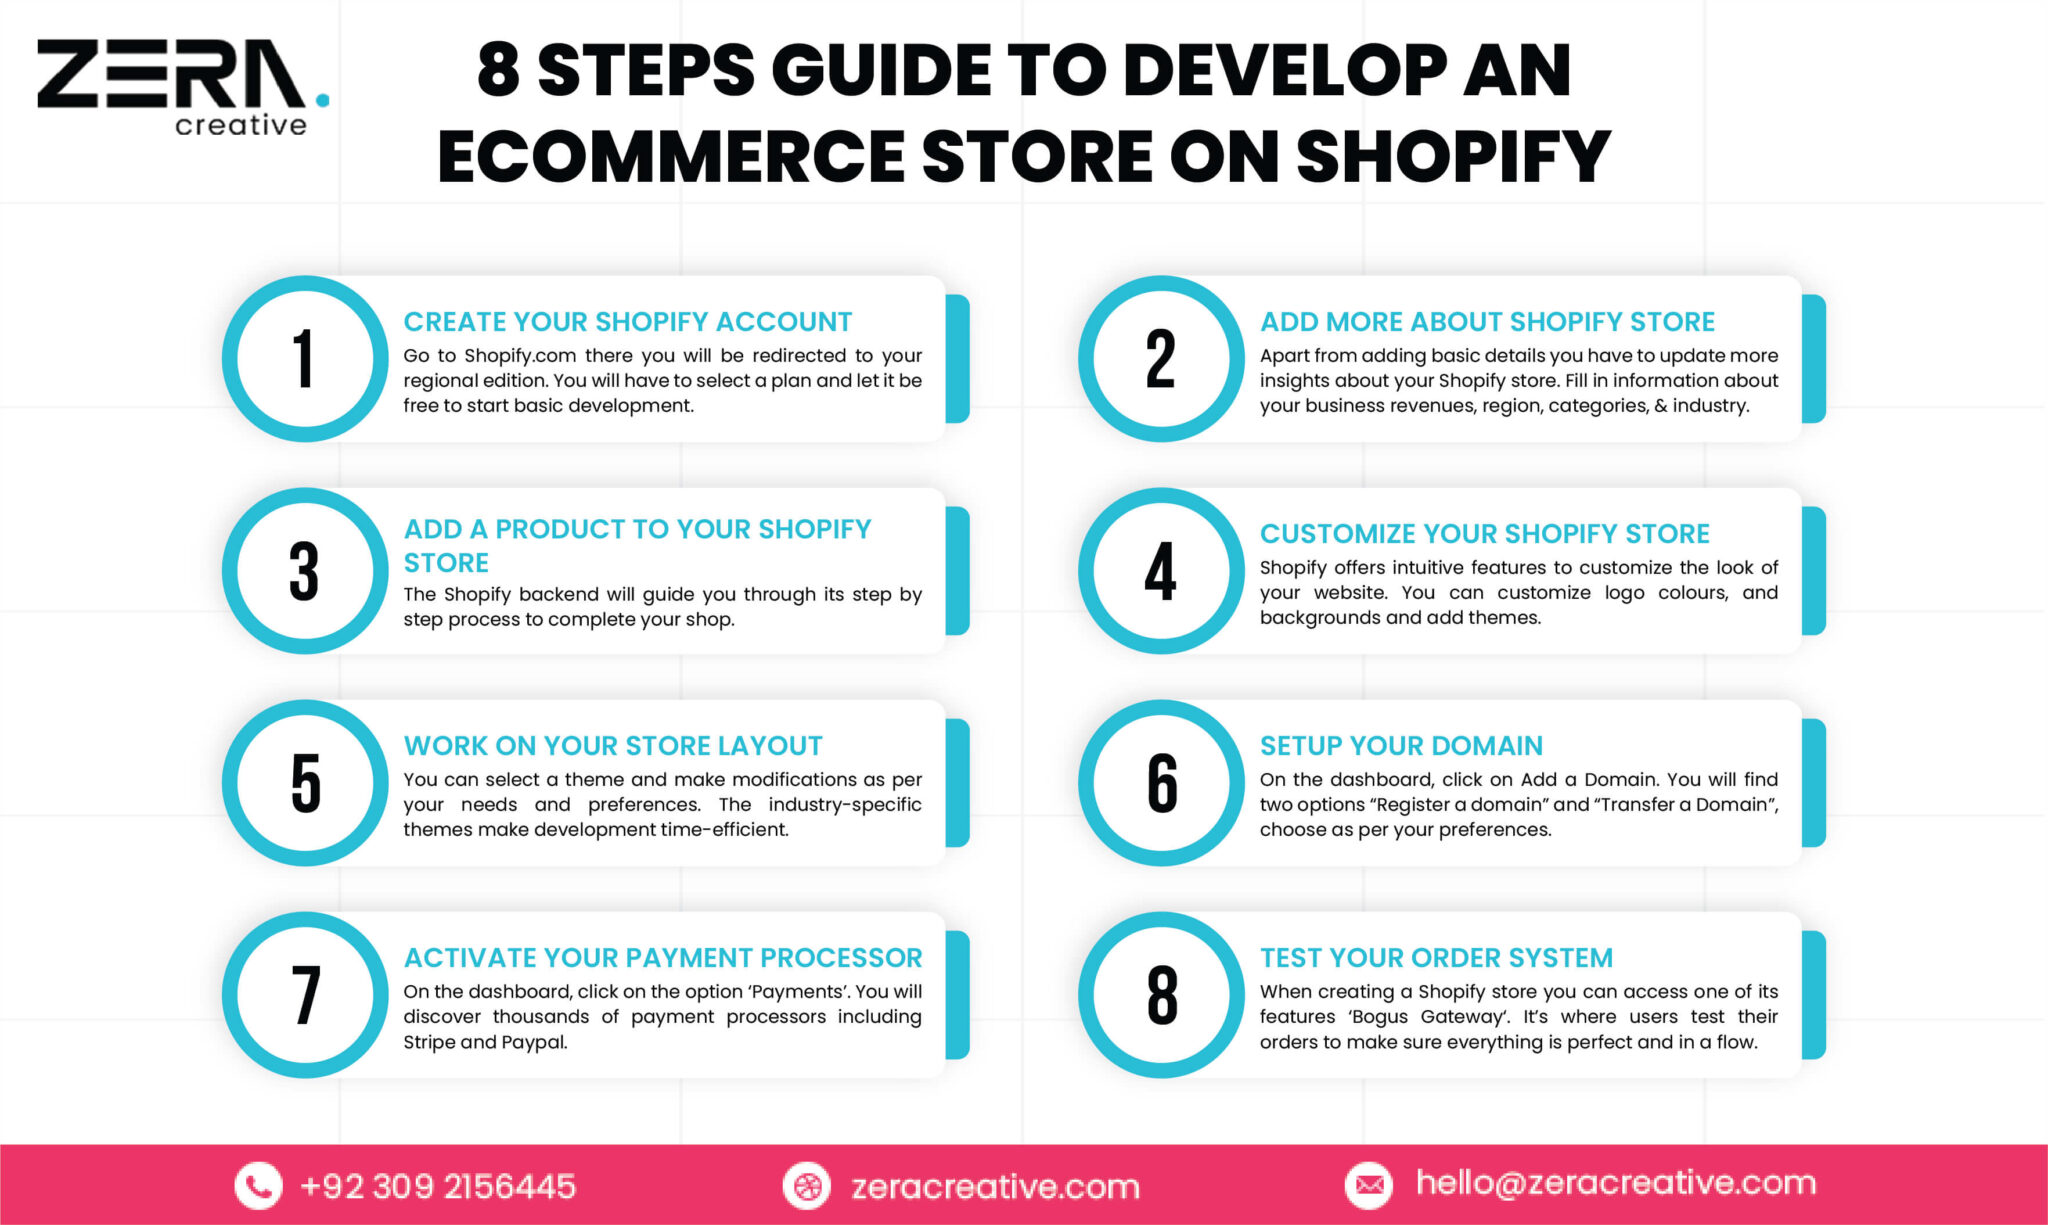 ZERA.
creative
8 STEPS GUIDE TO DEVELOP AN
ECOMMERCE STORE ON SHOPIFY
1
CREATE YOUR SHOPIFY ACCOUNT
Go to Shopify.com there you will be redirected to your
regional edition. You will have to select a plan and let it be
free to start basic development.
2
ADD MORE ABOUT SHOPIFY STORE
Apart from adding basic details you have to update more
insights about your Shopify store. Fill in information about
your business revenues, region, categories, & industry.
3
ADD A PRODUCT TO YOUR SHOPIFY
STORE
The Shopify backend will guide you through its step by
step process to complete your shop.
4
CUSTOMIZE YOUR SHOPIFY STORE
Shopify offers intuitive features to customize the look of
your website. You can customize logo colours, and
backgrounds and add themes.
5
WORK ON YOUR STORE LAYOUT
You can select a theme and make modifications as per
your needs and preferences. The industry-specific
themes make development time-efficient.
6
SETUP YOUR DOMAIN
On the dashboard, click on Add a Domain. You will find
two options “Register a domain” and “Transfer a Domain”,
choose as per your preferences.
7
ACTIVATE YOUR PAYMENT PROCESSOR
On the dashboard, click on the option ‘Payments’. You will
discover thousands of payment processors including
Stripe and Paypal.
8
TEST YOUR ORDER SYSTEM
When creating a Shopify store you can access one of its
features ‘Bogus Gateway‘. It’s where users test their
orders to make sure everything is perfect and in a flow.
+92 309 2156445
zeracreative.com
hello@zeracreative.com